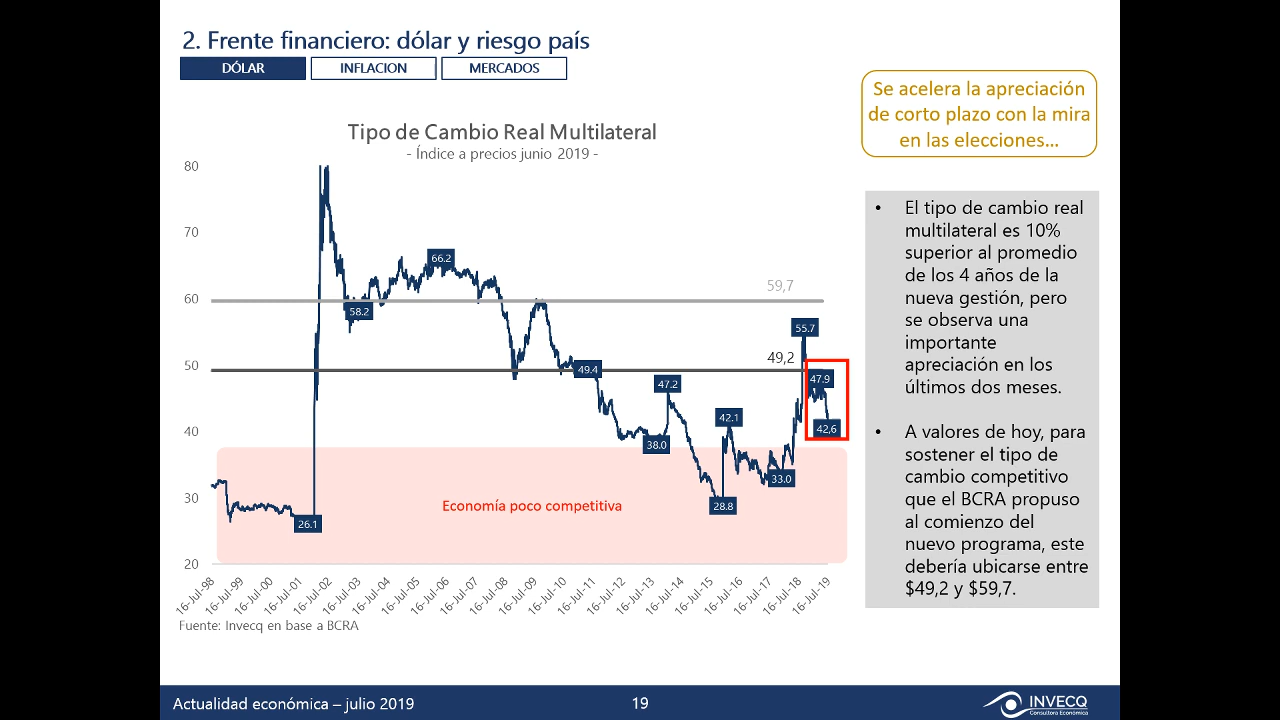 2. Frente financiero: dólar y riesgo país
DÓLAR
INFLACION
MERCADOS
Se acelera la apreciación
de corto plazo con la mira
en las elecciones...
Tipo de Cambio Real Multilateral
- Índice a precios junio 2019 -
80
70
60
50
40
30
20
59,7
49,2
26.1
58.2
66.2
49.4
38.0
47.2
28.8
42.1
33.0
55.7
47.9
42,6
Economía poco competitiva
16-Jul-98
16-Jul-99
16-Jul-00
16-Jul-01
16-Jul-02
16-Jul-03
16-Jul-04
16-Jul-05
16-Jul-06
16-Jul-07
16-Jul-08
16-Jul-09
16-Jul-10
16-Jul-11
16-Jul-12
16-Jul-13
16-Jul-14
16-Jul-15
16-Jul-16
16-Jul-17
16-Jul-18
16-Jul-19
Fuente: Invecq en base a BCRA
• El tipo de cambio real
multilateral es 10%
superior al promedio
de los 4 años de la
nueva gestión, pero
se observa una
importante
apreciación en los
últimos dos meses.
• A valores de hoy, para
sostener el tipo de
cambio competitivo
que el BCRA propuso
al comienzo del
nuevo programa, este
debería ubicarse entre
$49,2 y $59,7.
Actualidad económica – julio 2019
19
INVECQ
Consultora Económica